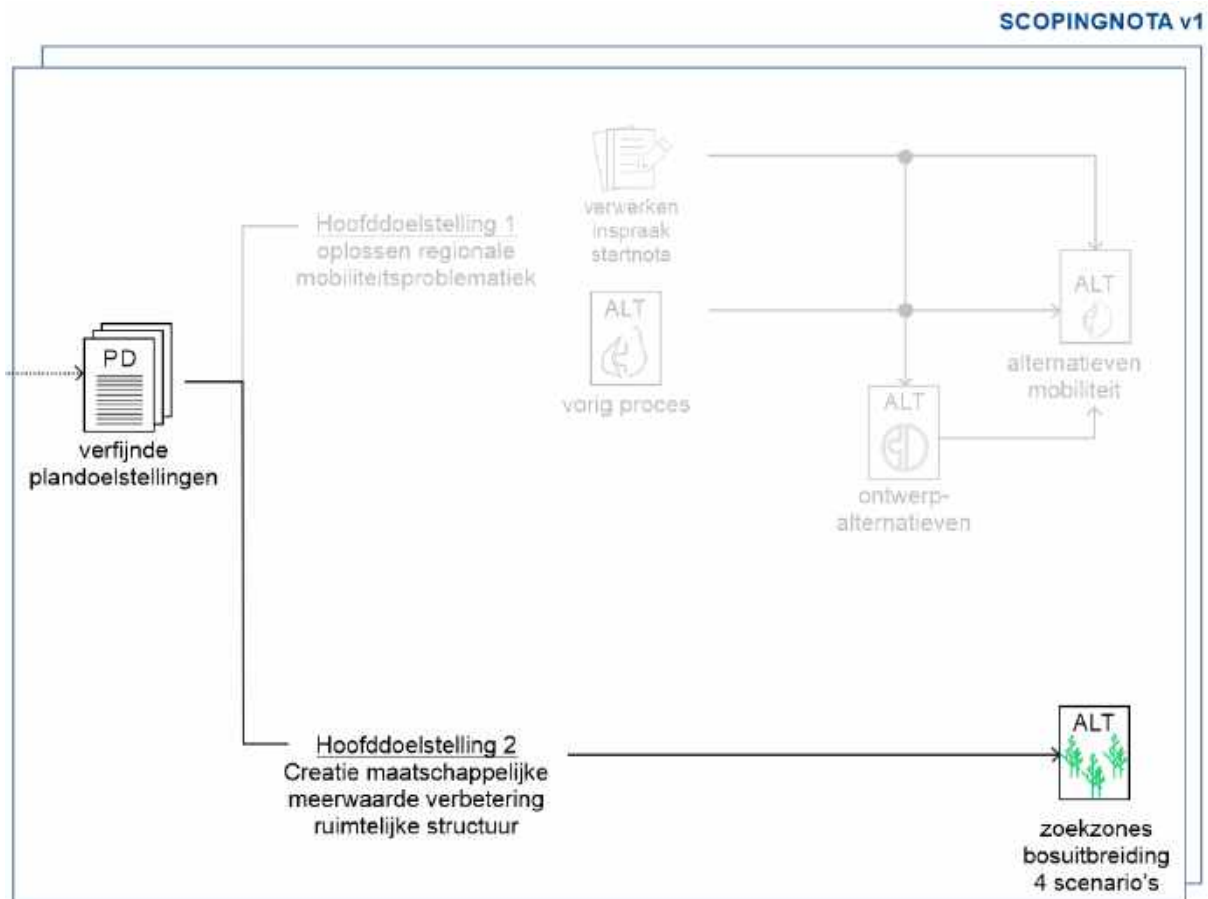 SCOPINGNOTA v1
Hoofddoelstelling 1
oplossen regionale
mobiliteitsproblematiek
verwerken
inspraak
startnota
ALT
vorig proces
ALT
alternatieven
mobiliteit
ALT
ontwerp-
alternatieven
PD
verfijnde
plandoelstellingen
Hoofddoelstelling 2
Creatie maatschappelijke
meerwaarde verbetering
ruimtelijke structuur
ALT
zoekzones
bosuitbreiding
4 scenario's